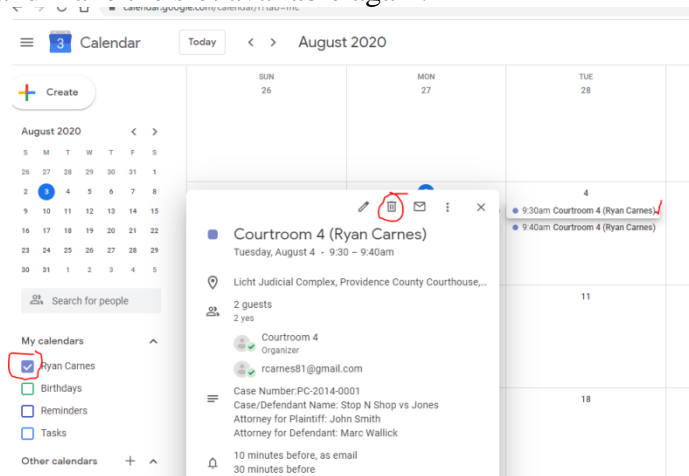 calendar.google.com/calendar/r?tab=mc
3 Calendar Today < > August 2020
SUN MON TUE
26 27 28
Create
August 2020 < >
S M T W T F S
26 27 28 29 30 31 1
2 3 4 5 6 7 8
9 10 11 12 13 14 15
16 17 18 19 20 21 22
23 24 25 26 27 28 29
30 31 1 2 3 4 5
Search for people
My calendars
Ryan Carnes
Birthdays
Reminders
Tasks
Other calendars +
Courtroom 4 (Ryan Carnes)
Tuesday, August 4 · 9:30 – 9:40am
Licht Judicial Complex, Providence County Courthouse,...
2 guests
2 yes
Courtroom 4
Organizer
rcarnes81@gmail.com
Case Number:PC-2014-0001
Case/Defendant Name: Stop N Shop vs Jones
Attorney for Plaintiff: John Smith
Attorney for Defendant: Marc Wallick
10 minutes before, as email
30 minutes before
4
9:30am Courtroom 4 (Ryan Carnes)
9:40am Courtroom 4 (Ryan Carnes)
11
18